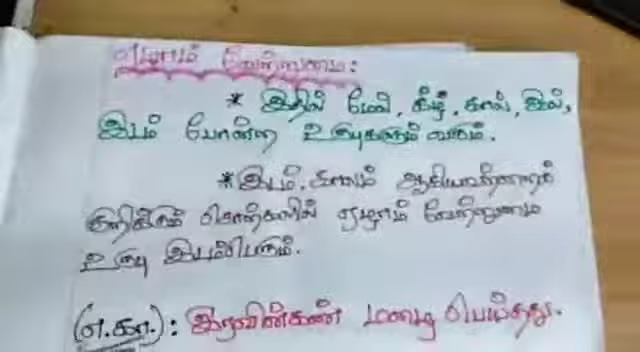 ஏழாம் வேற்றுமை:
* இதில் மேல், கீழ், கால், இல்,
இடம் போன்ற உருபுகளும் வரும்.
* இடம், காலம் ஆகியவற்றைக்
குறிக்கும் சொற்களில் ஏழாம் வேற்றுமை
உருபு இடம்பெறும்.
(எ.கா.): இரவின்கண் மழை பெய்தது.